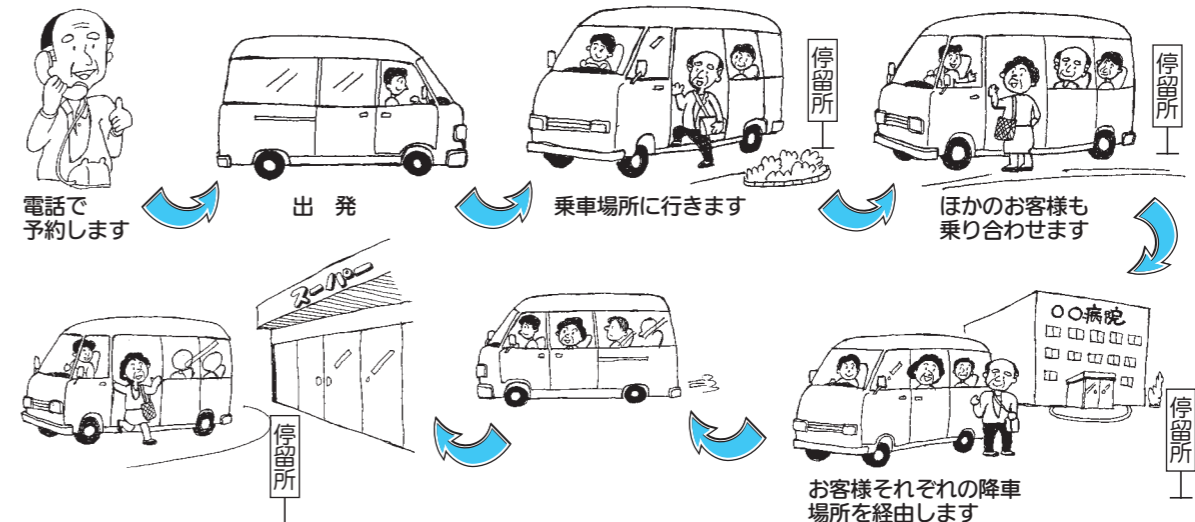 電話で
予約します
出発
停留所
乗車場所に行きます
停留所
ほかのお客様も
乗り合わせます
〇〇病院
停留所
お客様それぞれの降車
場所を経由します
スーパー
停留所